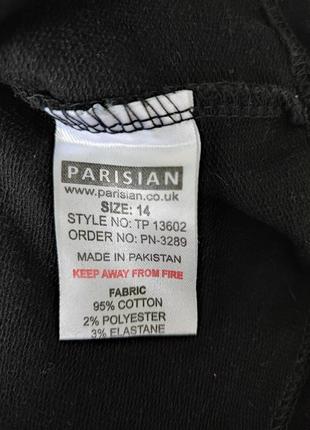 PARISIAN
www.parisian.co.uk
SIZE: 14
STYLE NO: TP 13602
ORDER NO: PN-3289
MADE IN PAKISTAN
KEEP AWAY FROM FIRE
FABRIC
95% COTTON
2% POLYESTER
3% ELASTANE